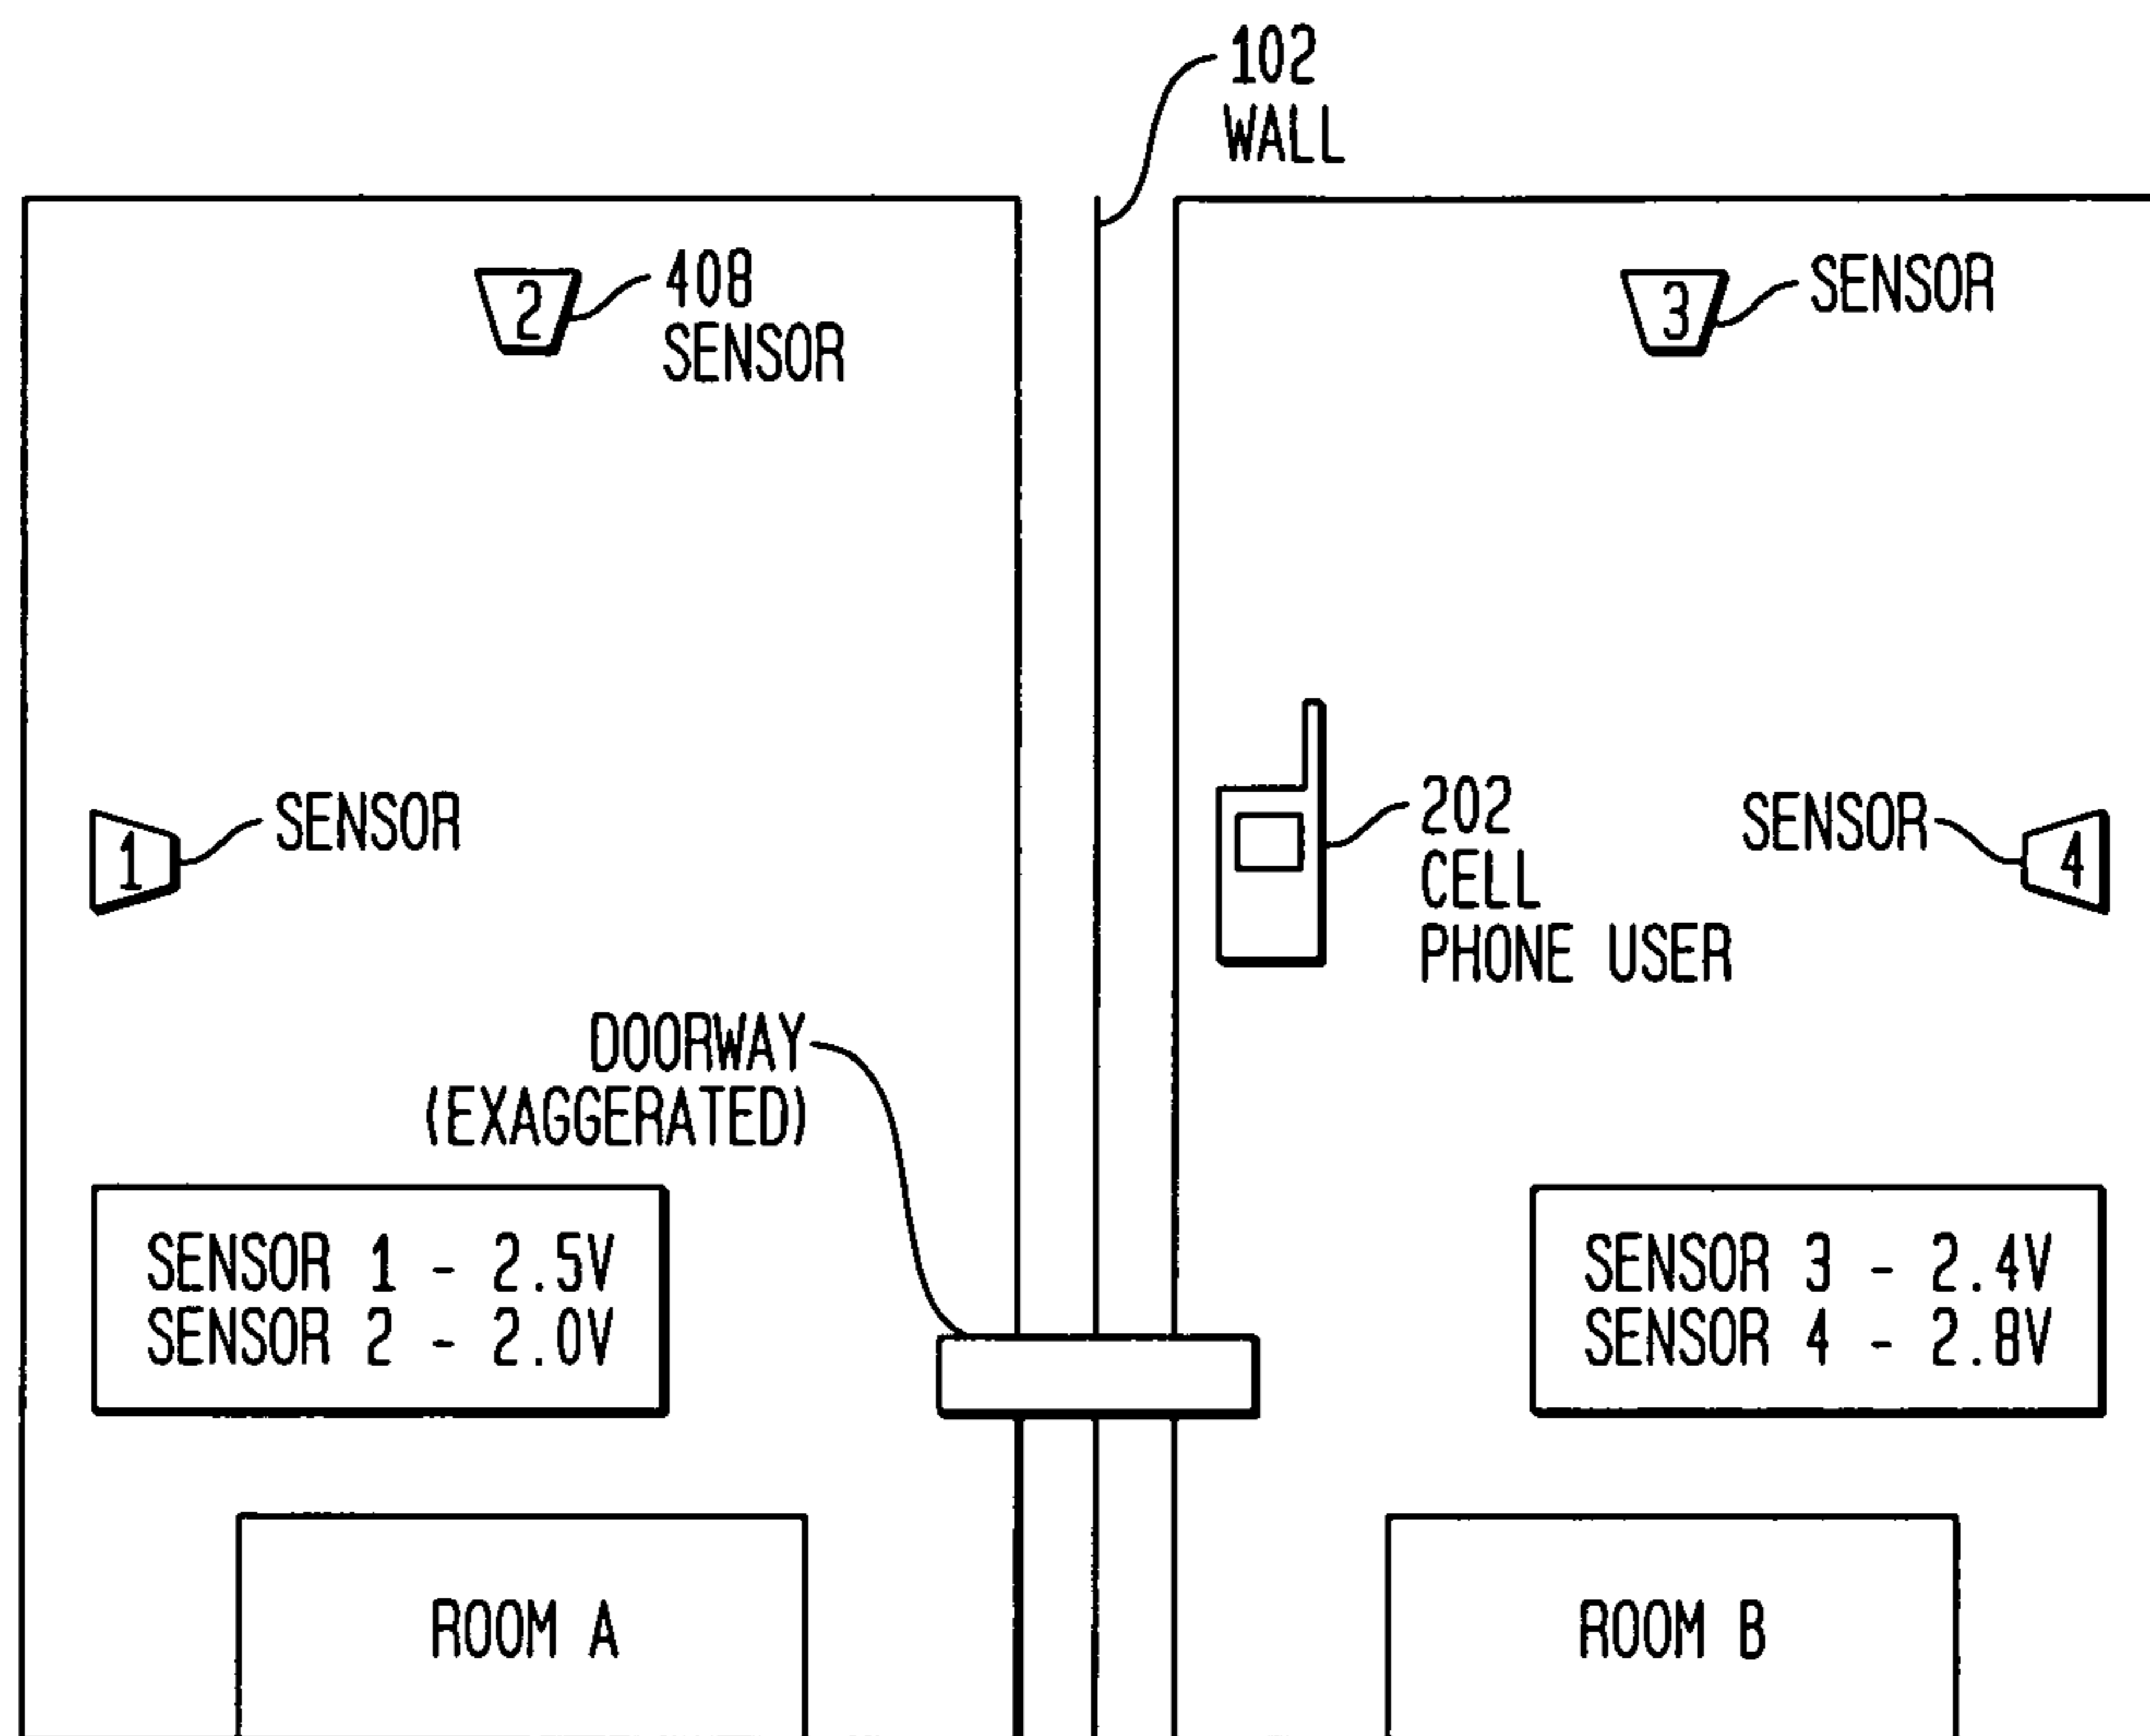 102
WALL
408
SENSOR
2
3
SENSOR
1
SENSOR
202
CELL
PHONE USER
SENSOR
4
DOORWAY
(EXAGGERATED)
SENSOR 1 - 2.5V
SENSOR 2 - 2.0V
SENSOR 3 - 2.4V
SENSOR 4 - 2.8V
ROOM A
ROOM B